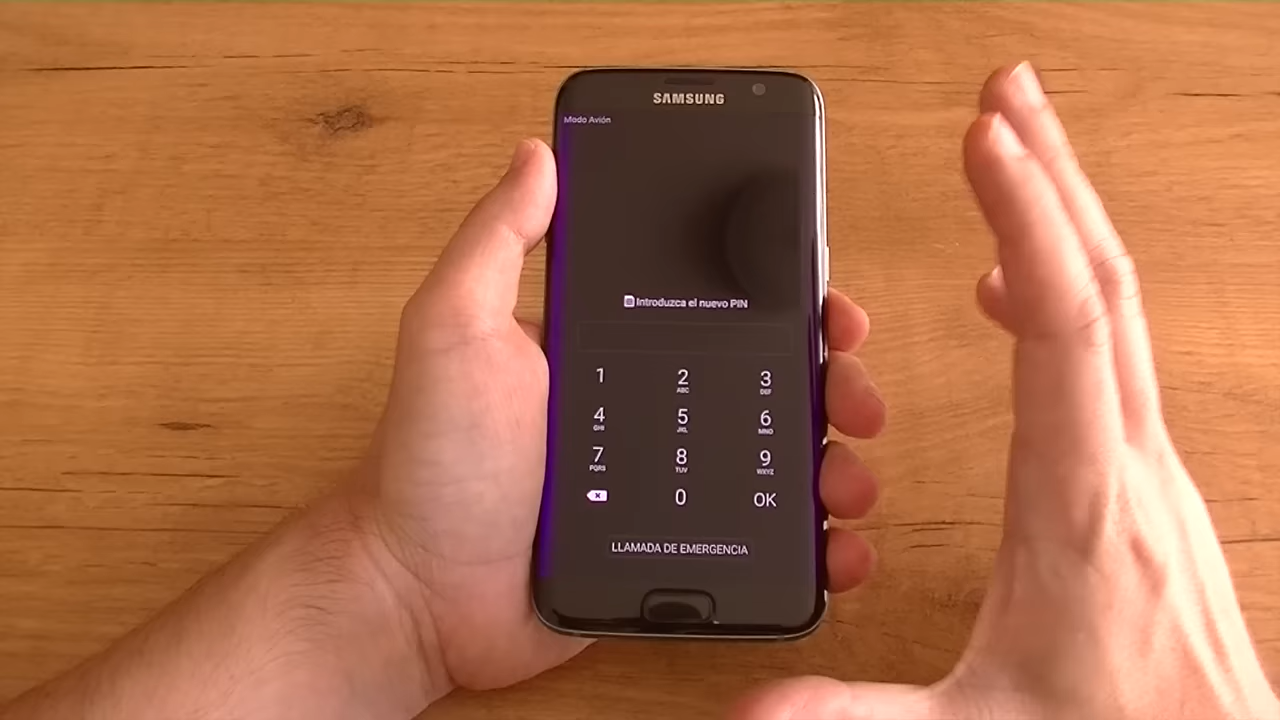 SAMSUNG
Modo Avión
Introduzca el nuevo PIN
1 2 ABC 3 DEF
4 GHI 5 JKL 6 MNO
7 PQRS 8 TUV 9 WXYZ
0 OK
LLAMADA DE EMERGENCIA